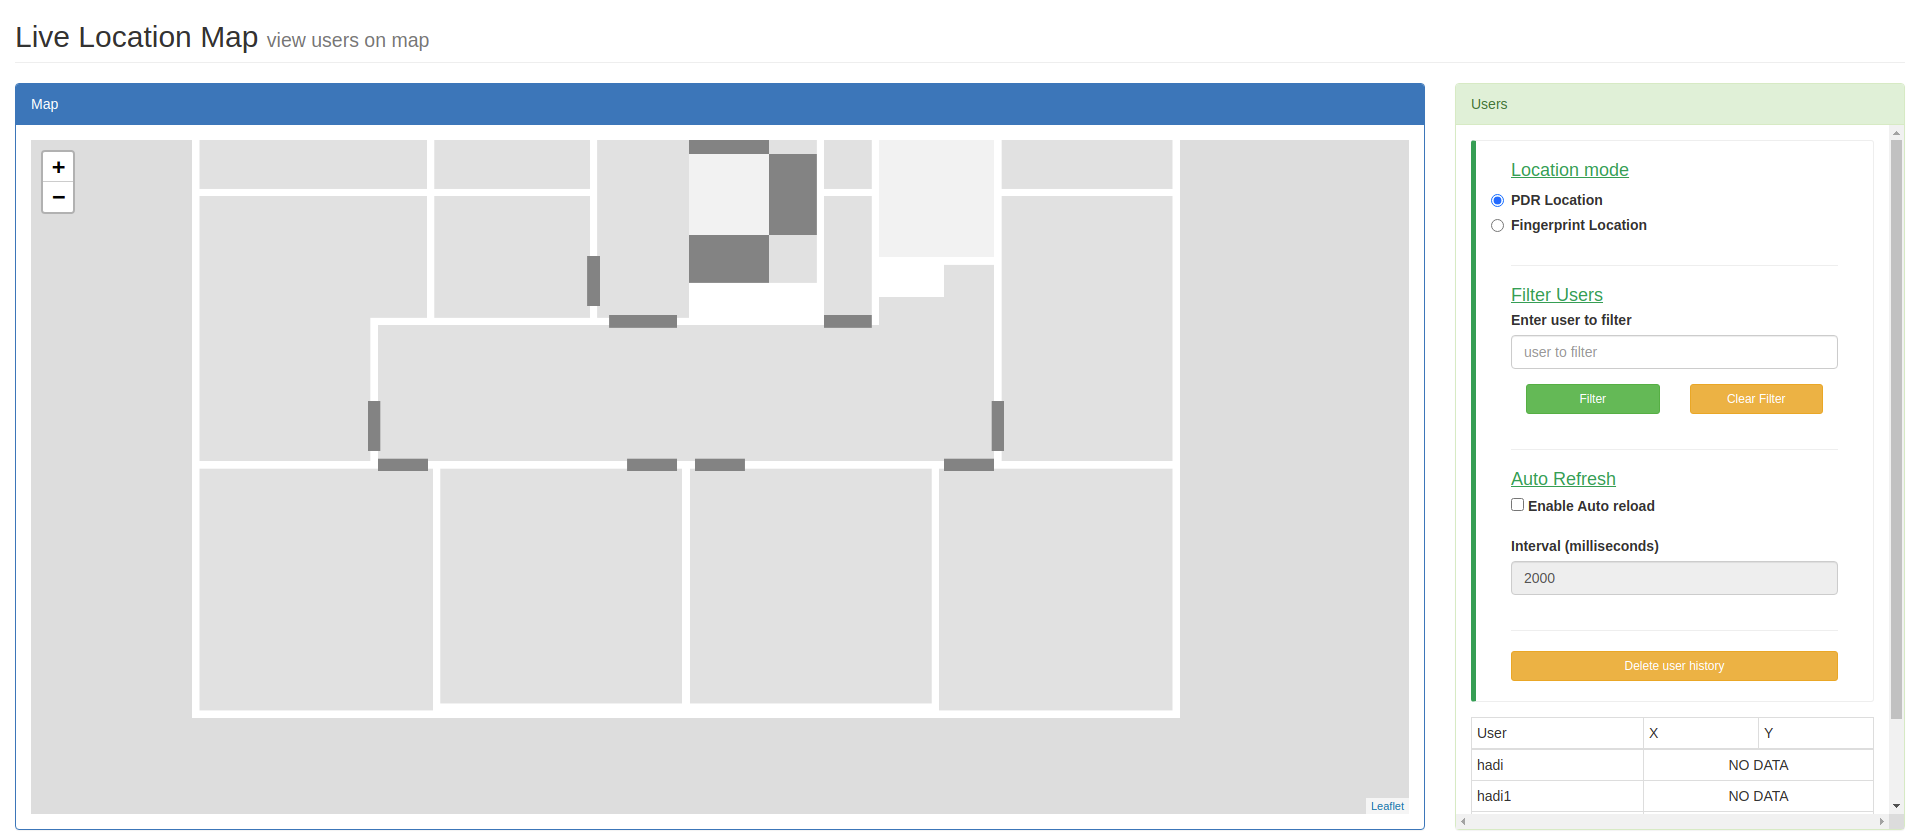 Live Location Map view users on map
Map
+
−
Leaflet
Users
Location mode
PDR Location
Fingerprint Location
Filter Users
Enter user to filter
user to filter
Filter Clear Filter
Auto Refresh
Enable Auto reload
Interval (milliseconds)
2000
Delete user history
User X Y
hadi NO DATA
hadi1 NO DATA